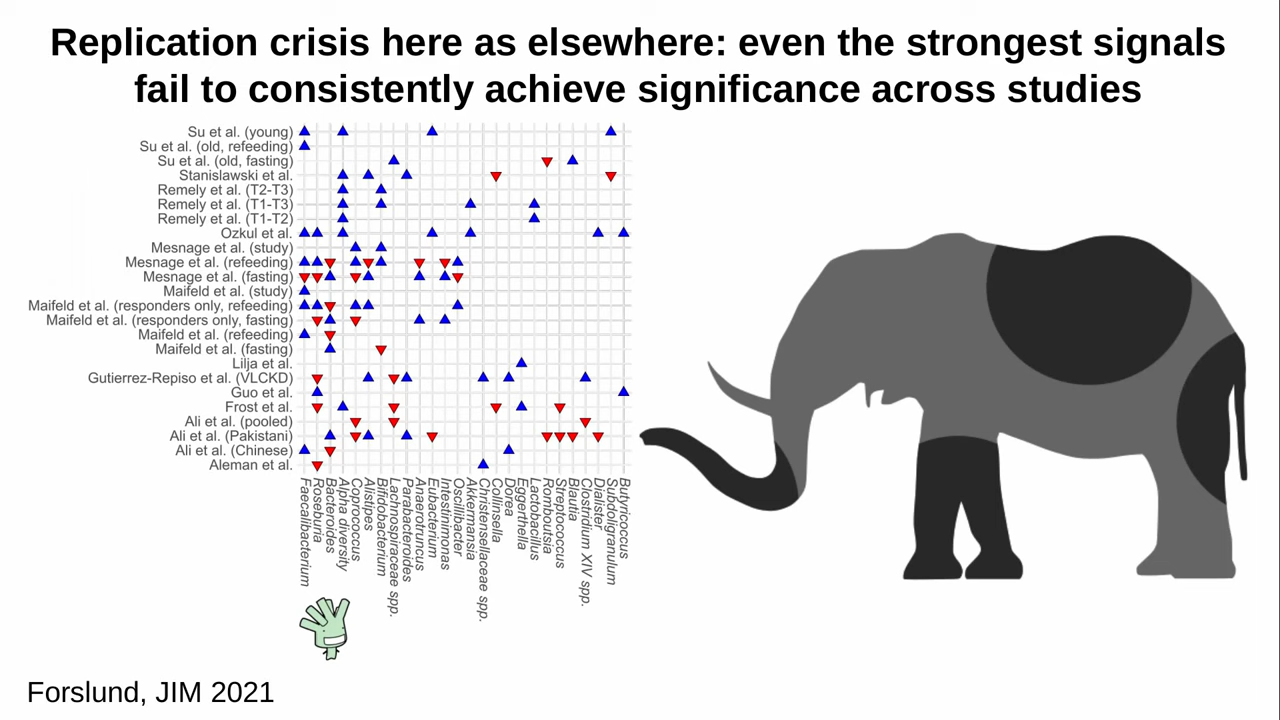 Replication crisis here as elsewhere: even the strongest signals
fail to consistently achieve significance across studies
Su et al. (young)
Su et al. (old, refeeding)
Su et al. (old, fasting)
Stanislawski et al.
Remely et al. (T2-T3)
Remely et al. (T1-T3)
Remely et al. (T1-T2)
Ozkul et al.
Mesnage et al. (study)
Mesnage et al. (refeeding)
Mesnage et al. (fasting)
Maifeld et al. (study)
Maifeld et al. (responders only, refeeding)
Maifeld et al. (responders only, fasting)
Maifeld et al. (refeeding)
Maifeld et al. (fasting)
Lilja et al.
Gutierrez-Repiso et al. (VLCKD)
Guo et al.
Frost et al.
Ali et al. (pooled)
Ali et al. (Pakistani)
Ali et al. (Chinese)
Aleman et al.
Faecalibacterium
Roseburia
Bacteroides
Alpha diversity
Coprococcus
Alistipes
Bifidobacterium
Lachnospiraceae spp.
Parabacteroides
Anaerotruncus
Eubacterium
Intestinimonas
Oscillibacter
Akkermansia
Christensellaceae spp.
Collinsella
Dorea
Eggerthella
Lactobacillus
Romboutsia
Streptococcus
Blautia
Clostridium XIV spp.
Dialister
Subdoligranulum
Butyricoccus
Forslund, JIM 2021